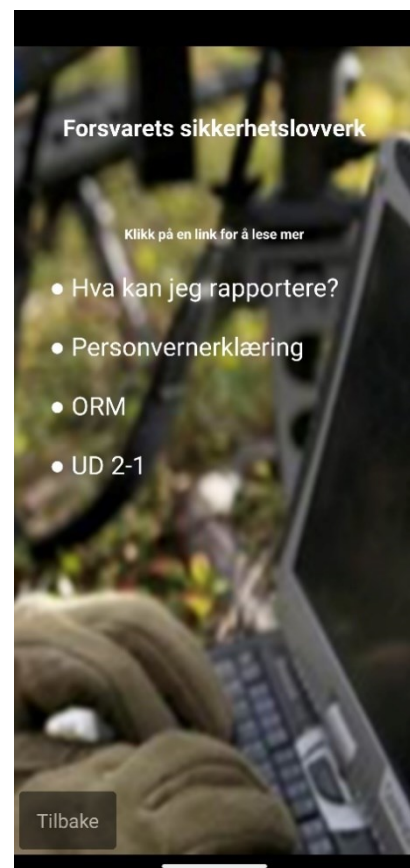 Forsvarets sikkerhetslovverk
Klikk på en link for å lese mer
● Hva kan jeg rapportere?
● Personvernerklæring
● ORM
● UD 2-1
Tilbake